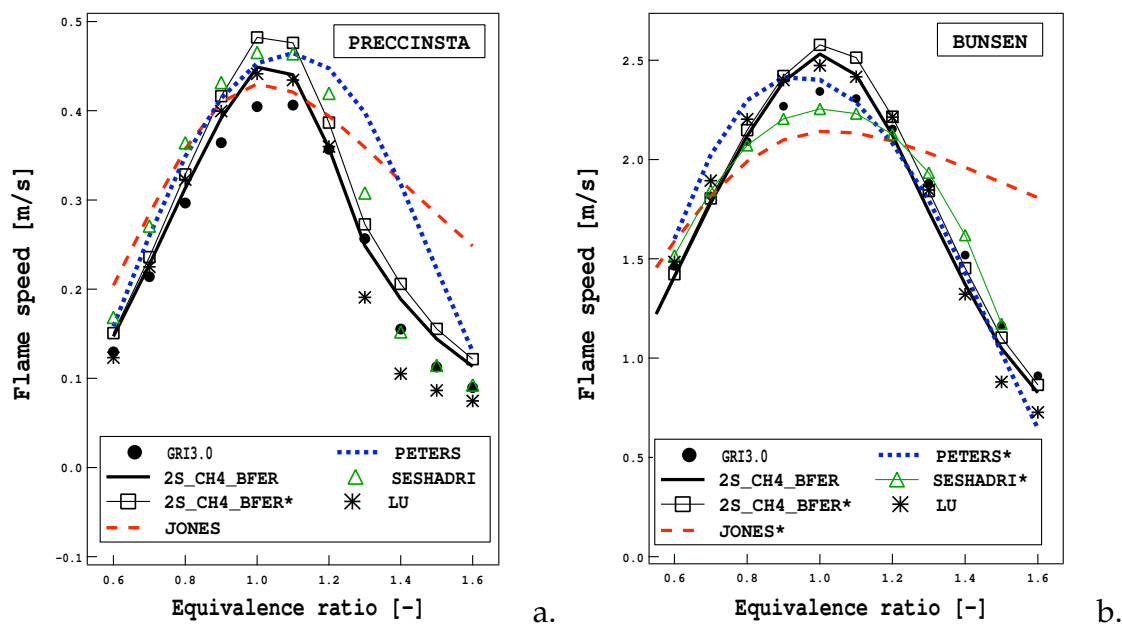 PRECCINSTA
Flame speed [m/s]
0.5
0.4
0.3
0.2
0.1
0.0
-0.1
GRI3.0
PETERS
2S_CH4_BFER
SESHADRI
2S_CH4_BFER*
LU
JONES
0.6 0.8 1.0 1.2 1.4 1.6
Equivalence ratio [-]
a.
BUNSEN
Flame speed [m/s]
2.5
2.0
1.5
1.0
0.5
0.0
GRI3.0
PETERS*
2S_CH4_BFER
SESHADRI*
2S_CH4_BFER*
LU
JONES*
0.6 0.8 1.0 1.2 1.4 1.6
Equivalence ratio [-]
b.